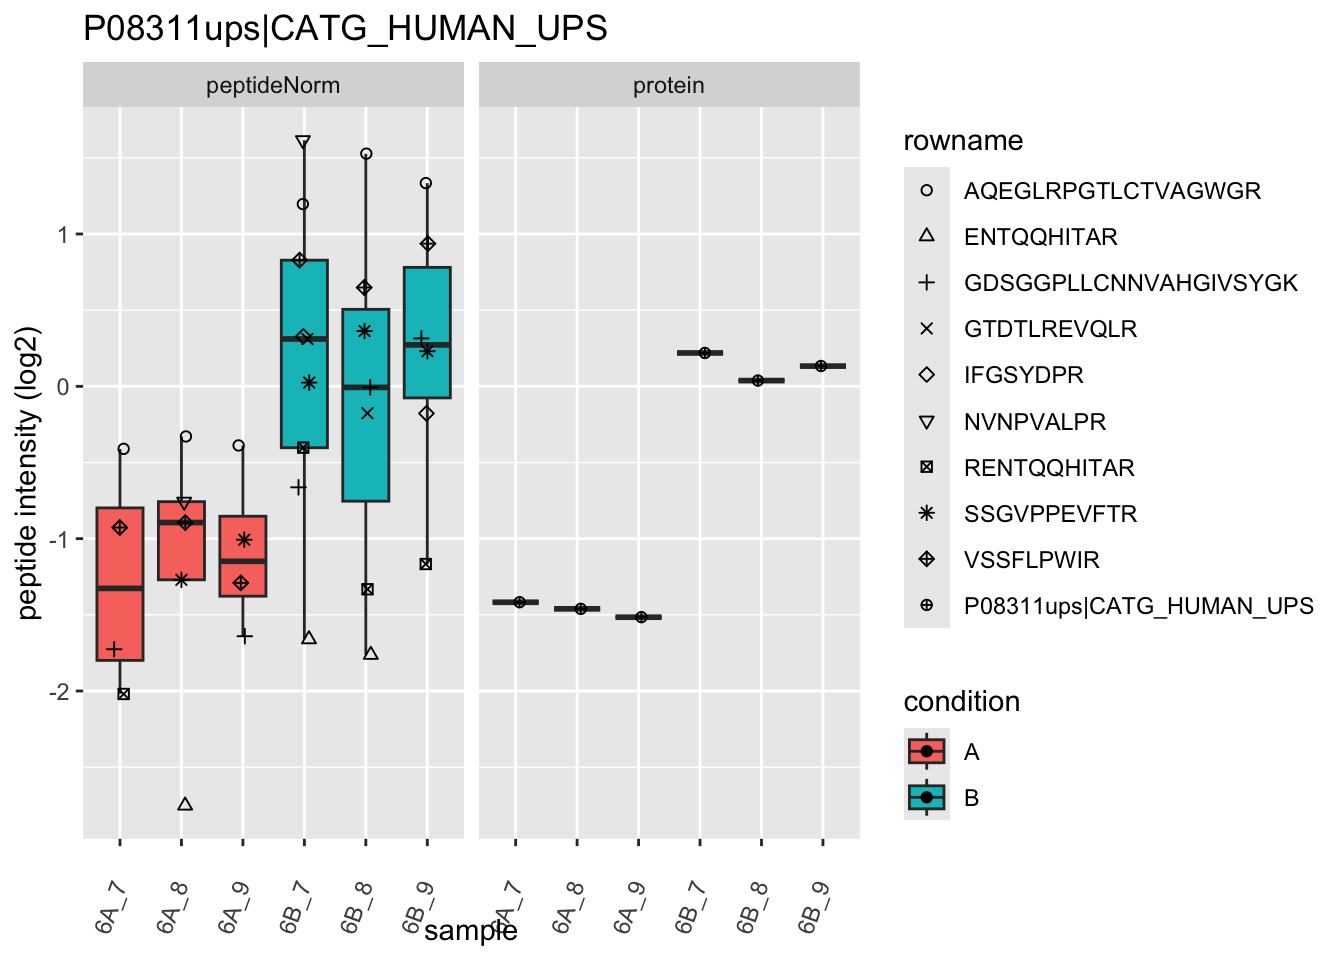 P08311ups|CATG_HUMAN_UPS
peptideNorm
protein
peptide intensity (log2)
1
0
-1
-2
6A_7
6A_8
6A_9
6B_7
6B_8
6B_9
6A_7
6A_8
6A_9
6B_7
6B_8
6B_9
sample
rowname
AQEGLRPGTLCTVAGWGR
ENTQQHITAR
GDSGGPLLCNNVAHGIVSYGK
GTDTLREVQLR
IFGSYDPR
NVNPVALPR
RENTQQHITAR
SSGVPPEVFTR
VSSFLPWIR
P08311ups|CATG_HUMAN_UPS
condition
A
B